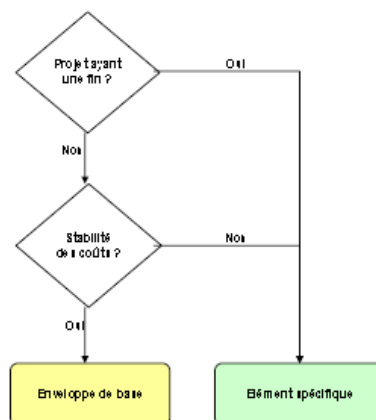 Projet ayant
une fin ?
Oui
Non
Stabilité
des coûts ?
Non
Oui
Enveloppe de base
Elément spécifique